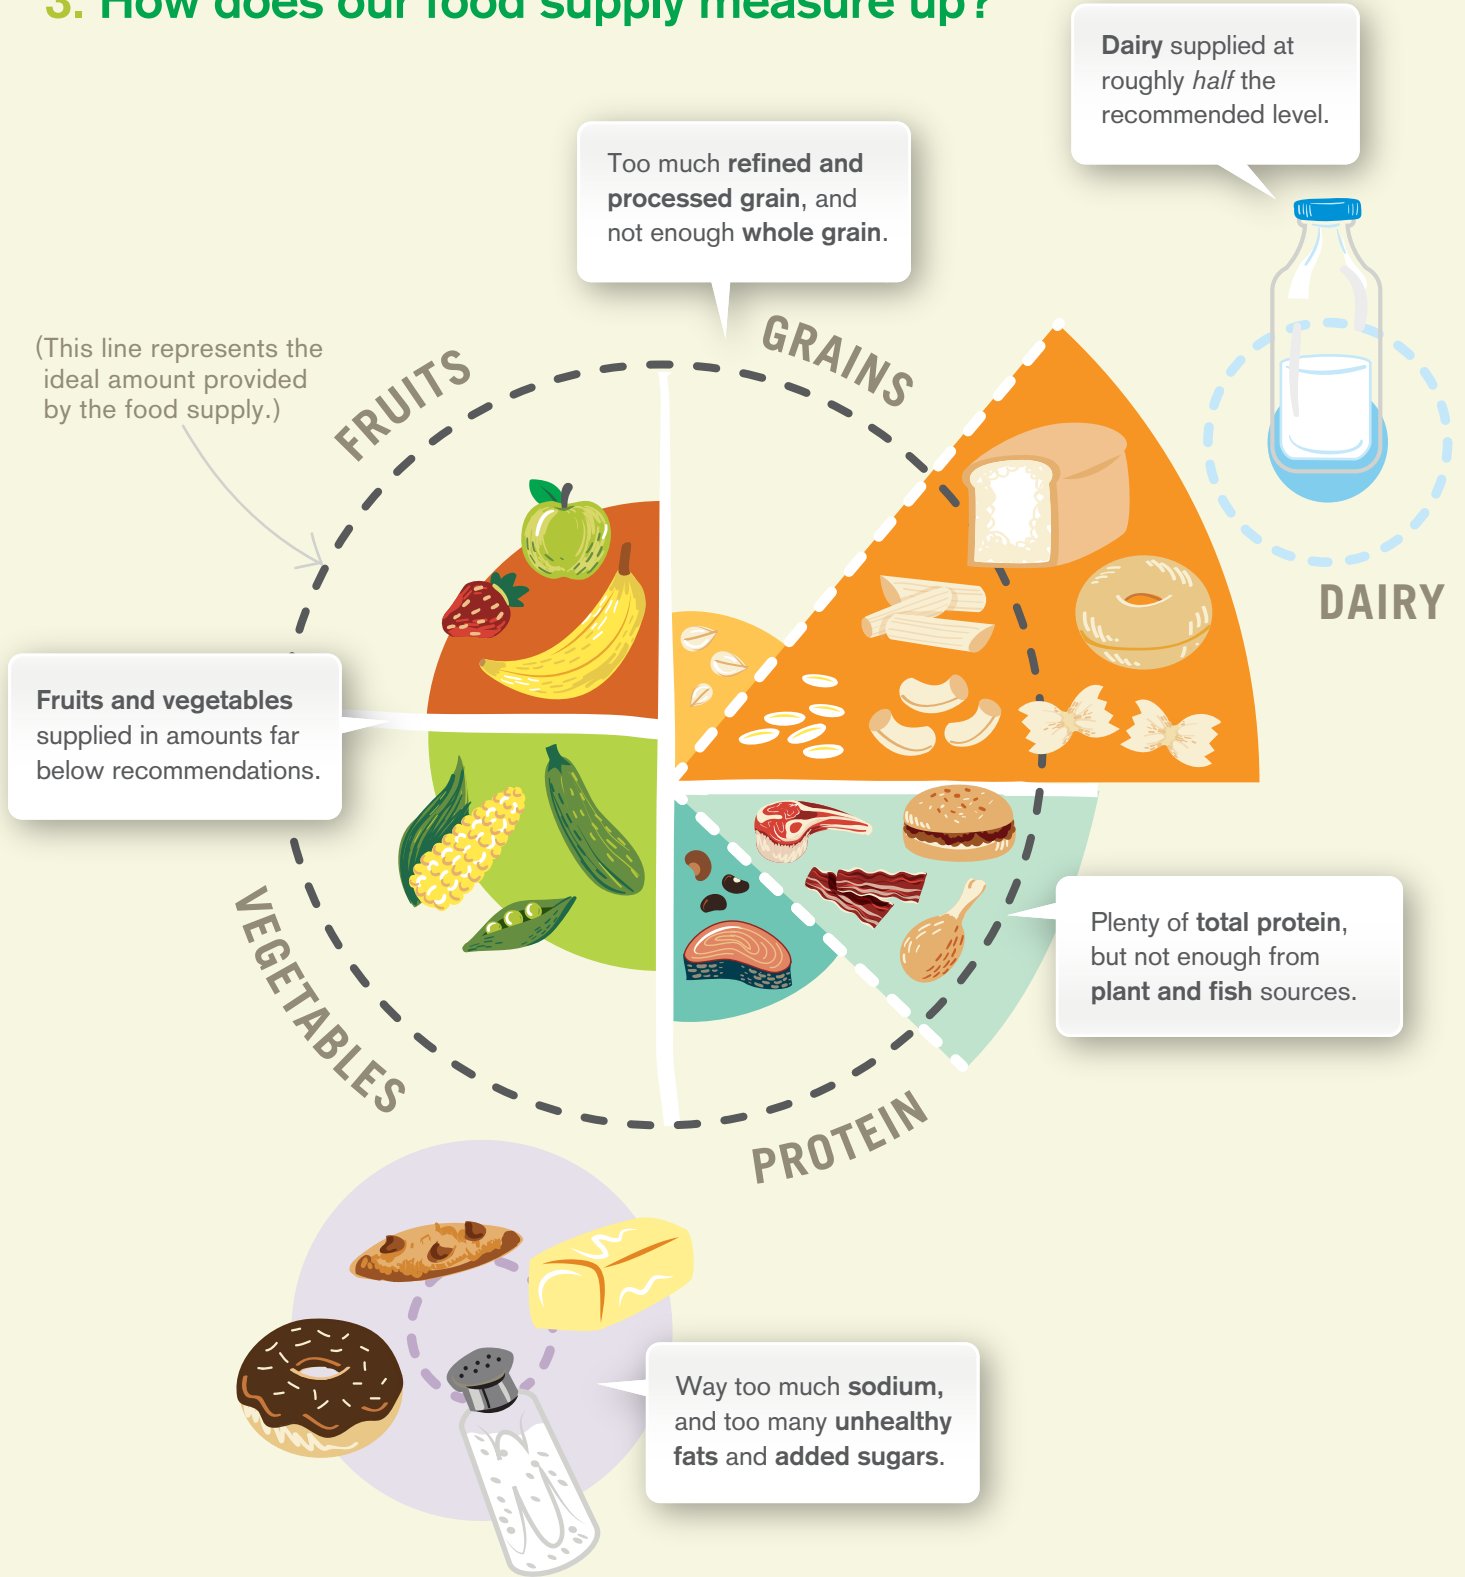 3. How does our food supply measure up?
Dairy supplied at
roughly half the
recommended level.
Too much refined and
processed grain, and
not enough whole grain.
(This line represents the
ideal amount provided
by the food supply.)
FRUITS
GRAINS
DAIRY
Fruits and vegetables
supplied in amounts far
below recommendations.
VEGETABLES
PROTEIN
Plenty of total protein,
but not enough from
plant and fish sources.
Way too much sodium,
and too many unhealthy
fats and added sugars.